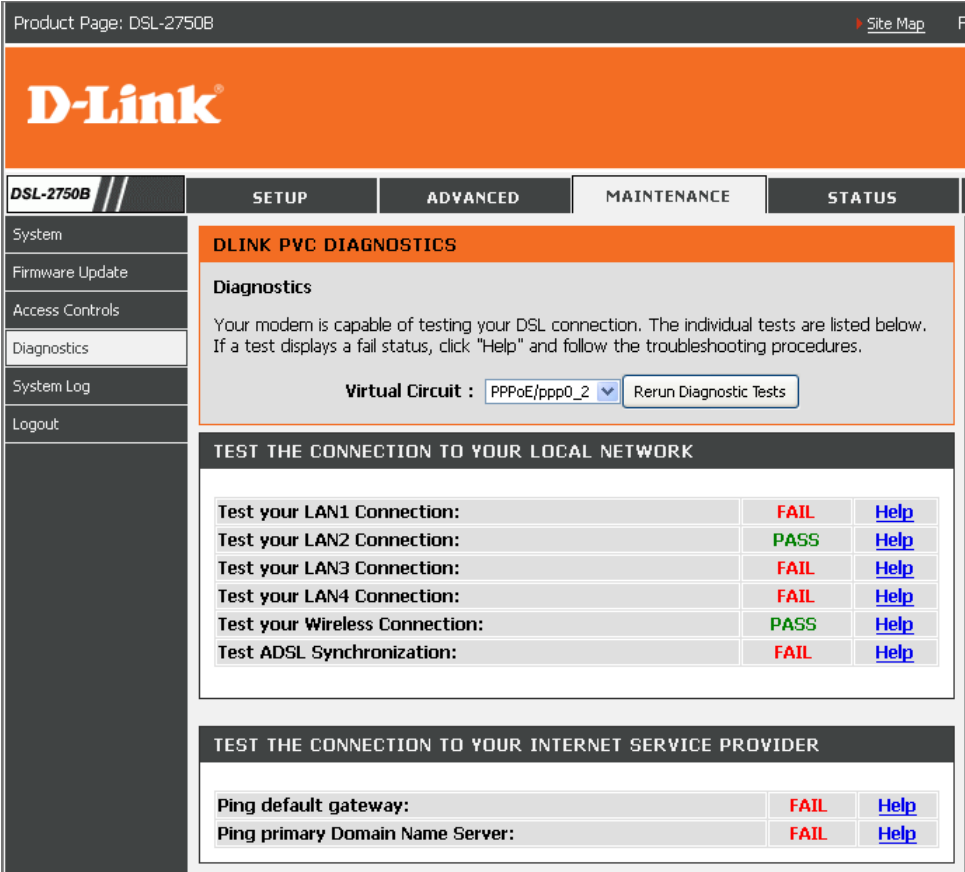 Product Page: DSL-2750B
Site Map
F
D-Link®
DSL-2750B
SETUP
ADVANCED
MAINTENANCE
STATUS
System
Firmware Update
Access Controls
Diagnostics
System Log
Logout
DLINK PVC DIAGNOSTICS
Diagnostics
Your modem is capable of testing your DSL connection. The individual tests are listed below.
If a test displays a fail status, click "Help" and follow the troubleshooting procedures.
Virtual Circuit : PPPoE/ppp0_2 Rerun Diagnostic Tests
TEST THE CONNECTION TO YOUR LOCAL NETWORK
Test your LAN1 Connection: FAIL Help
Test your LAN2 Connection: PASS Help
Test your LAN3 Connection: FAIL Help
Test your LAN4 Connection: FAIL Help
Test your Wireless Connection: PASS Help
Test ADSL Synchronization: FAIL Help
TEST THE CONNECTION TO YOUR INTERNET SERVICE PROVIDER
Ping default gateway: FAIL Help
Ping primary Domain Name Server: FAIL Help